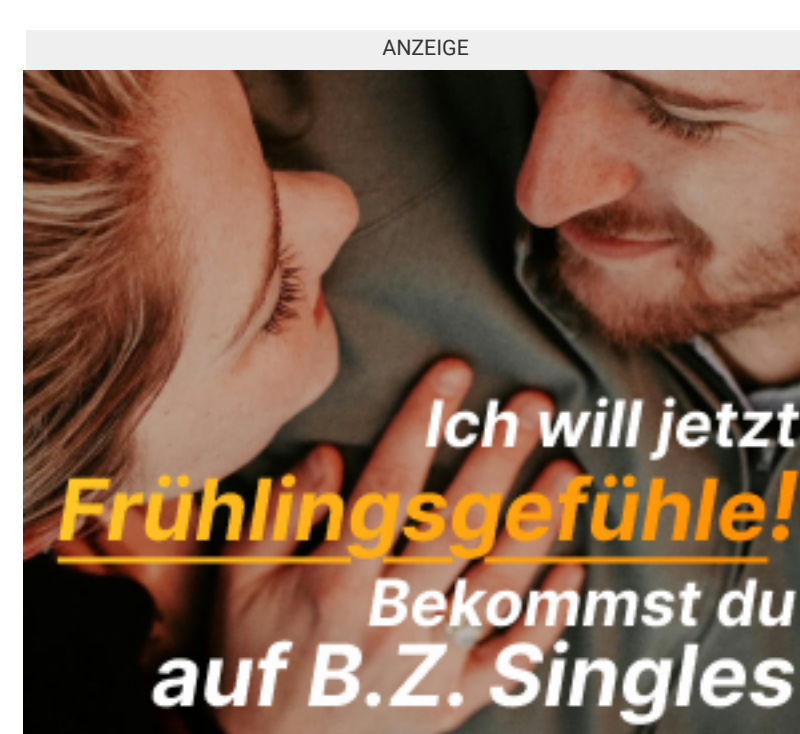 ANZEIGE
Ich will jetzt
Frühlingsgefühle!
Bekommst du
auf B.Z. Singles